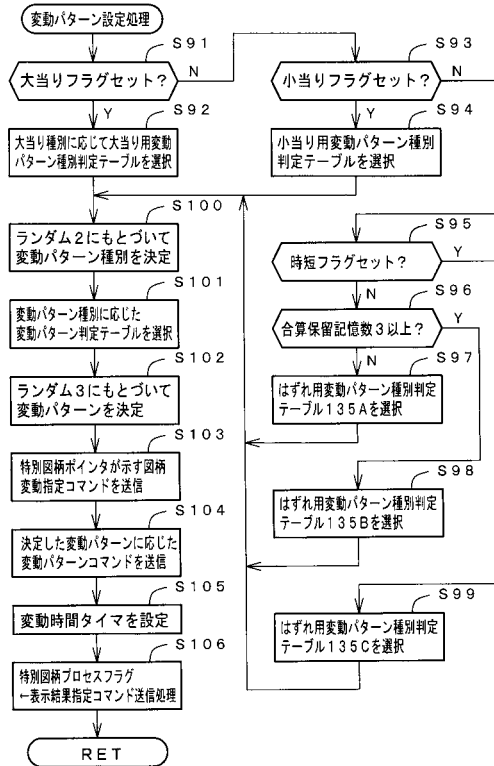 変動パターン設定処理
S91
大当りフラグセット?
N
Y
S92
大当り種別に応じて大当り用変動
パターン種別判定テーブルを選択
S93
小当りフラグセット?
N
Y
S94
小当り用変動パターン種別
判定テーブルを選択
S100
ランダム2にもとづいて
変動パターン種別を決定
S101
変動パターン種別に応じた
変動パターン判定テーブルを選択
S102
ランダム3にもとづいて
変動パターンを決定
S103
特別図柄ポインタが示す図柄
変動指定コマンドを送信
S104
決定した変動パターンに応じた
変動パターンコマンドを送信
S105
変動時間タイマを設定
S106
特別図柄プロセスフラグ
←表示結果指定コマンド送信処理
RET
S95
時短フラグセット?
Y
N
S96
合算保留記憶数3以上?
Y
N
S97
はずれ用変動パターン種別判定
テーブル135Aを選択
S98
はずれ用変動パターン種別判定
テーブル135Bを選択
S99
はずれ用変動パターン種別判定
テーブル135Cを選択